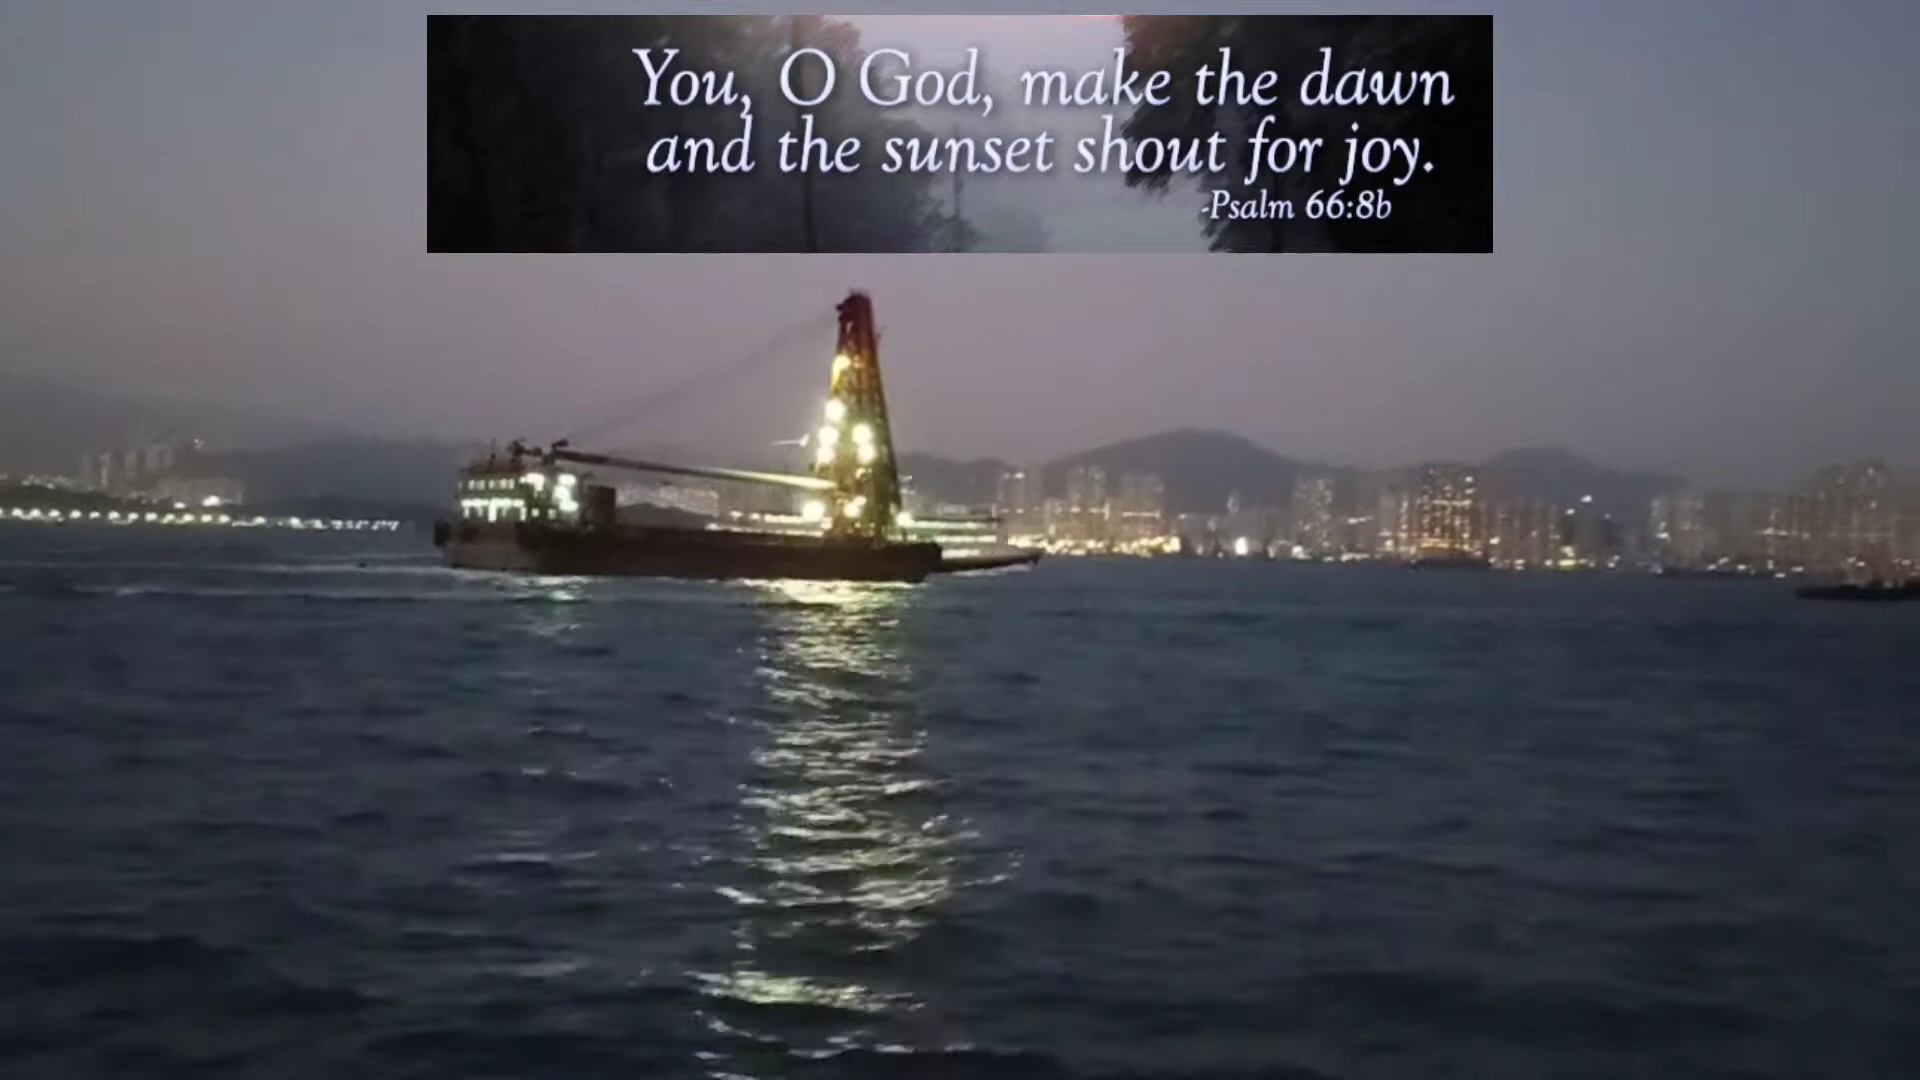 You, O God, make the dawn
and the sunset shout for joy.
-Psalm 66:8b